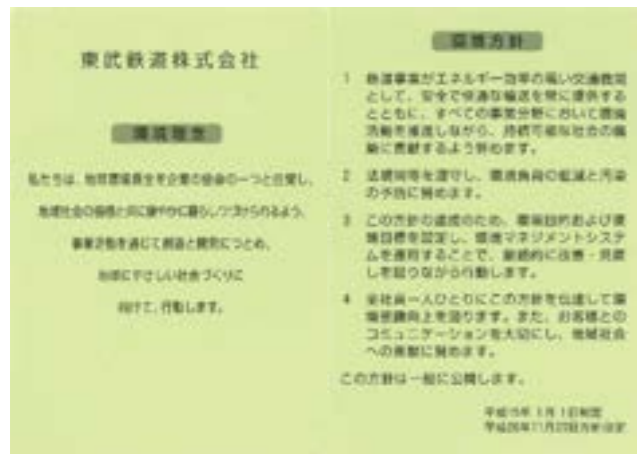 東武鉄道株式会社
環境理念
私たちは、地球環境保全を企業の使命の一つと自覚し、
地域社会の皆様と共に健やかに暮らしつづけられるよう、
事業活動を通じて創造と開発につとめ、
地球にやさしい社会づくりに
向けて、行動します。
環境方針
1 鉄道事業がエネルギー効率の高い交通機関
として、安全で快適な輸送を常に提供する
とともに、すべての事業分野において環境
活動を推進しながら、持続可能な社会の構
築に貢献するよう努めます。
2 法規制等を遵守し、環境負荷の低減と汚染
の予防に努めます。
3 この方針の達成のため、環境目的および環
境目標を設定し、環境マネジメントシステ
ムを運用することで、継続的に改善・見直
しを図りながら行動します。
4 全社員一人ひとりにこの方針を伝達して環
境意識向上を図ります。また、お客様との
コミュニケーションを大切にし、地域社会
への貢献に努めます。
この方針は一般に公開します。
平成15年1月1日制定